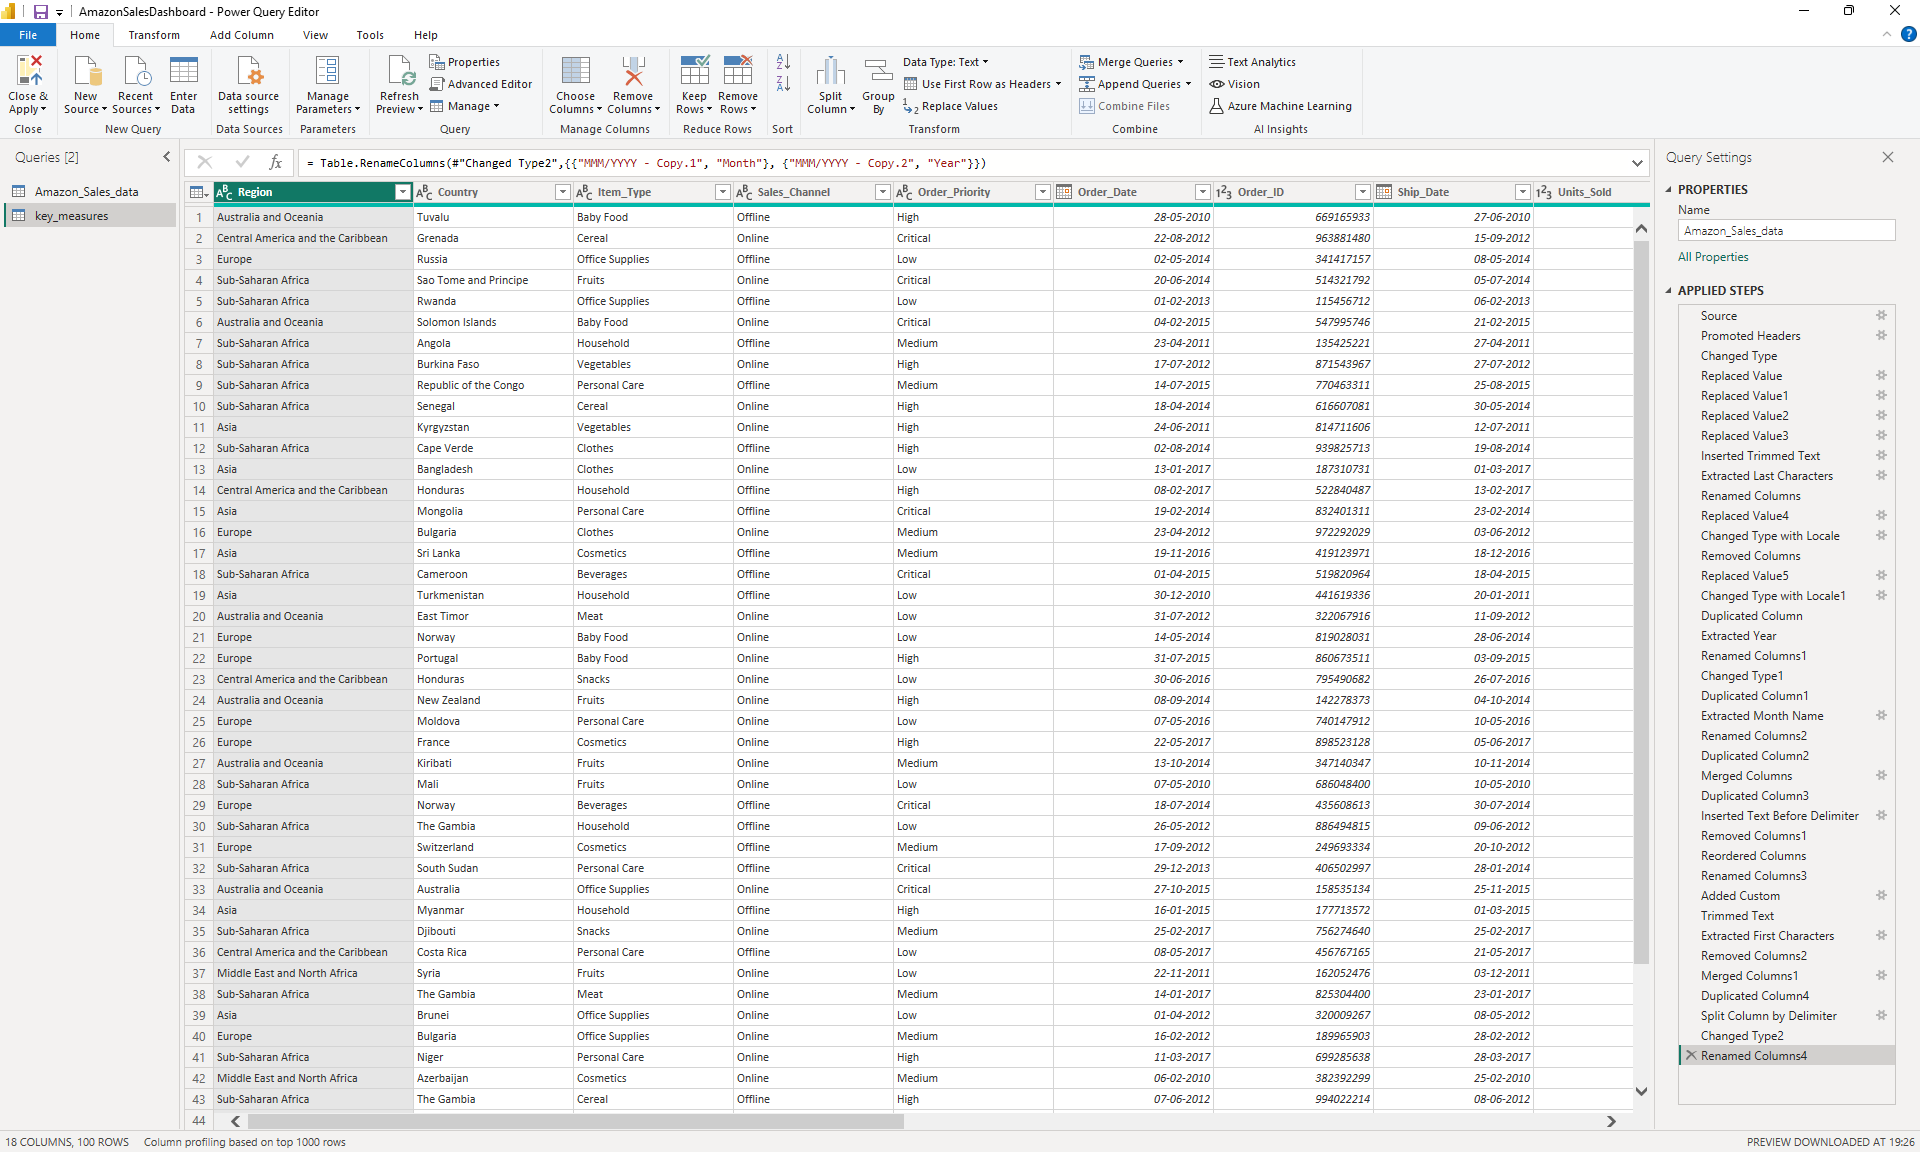 AmazonSalesDashboard - Power Query Editor
File Home Transform Add Column View Tools Help
Close & Apply
Close
New Source
Recent Sources
Enter Data
New Query
Data source settings
Data Sources
Manage Parameters
Parameters
Refresh Preview
Properties
Advanced Editor
Manage
Query
Choose Columns
Remove Columns
Manage Columns
Keep Rows
Remove Rows
Reduce Rows
Sort
Split Column
Group By
Data Type: Text
Use First Row as Headers
Replace Values
Transform
Merge Queries
Append Queries
Combine Files
Combine
Text Analytics
Vision
Azure Machine Learning
AI Insights
Queries [2]
Amazon_Sales_data
key_measures
= Table.RenameColumns(#"Changed Type2",{{"MMM/YYYY - Copy.1", "Month"}, {"MMM/YYYY - Copy.2", "Year"}})
Region Country Item_Type Sales_Channel Order_Priority Order_Date Order_ID Ship_Date Units_Sold
1 Australia and Oceania Tuvalu Baby Food Offline High 28-05-2010 669165933 27-06-2010
2 Central America and the Caribbean Grenada Cereal Online Critical 22-08-2012 963881480 15-09-2012
3 Europe Russia Office Supplies Offline Low 02-05-2014 341417157 08-05-2014
4 Sub-Saharan Africa Sao Tome and Principe Fruits Online Critical 20-06-2014 514321792 05-07-2014
5 Sub-Saharan Africa Rwanda Office Supplies Offline Low 01-02-2013 115456712 06-02-2013
6 Australia and Oceania Solomon Islands Baby Food Online Critical 04-02-2015 547995746 21-02-2015
7 Sub-Saharan Africa Angola Household Offline Medium 23-04-2011 135425221 27-04-2011
8 Sub-Saharan Africa Burkina Faso Vegetables Online High 17-07-2012 871543967 27-07-2012
9 Sub-Saharan Africa Republic of the Congo Personal Care Offline Medium 14-07-2015 770463311 25-08-2015
10 Sub-Saharan Africa Senegal Cereal Online High 18-04-2014 616607081 30-05-2014
11 Asia Kyrgyzstan Vegetables Online High 24-06-2011 814711606 12-07-2011
12 Sub-Saharan Africa Cape Verde Clothes Offline High 02-08-2014 939825713 19-08-2014
13 Asia Bangladesh Clothes Online Low 13-01-2017 187310731 01-03-2017
14 Central America and the Caribbean Honduras Household Offline High 08-02-2017 522840487 13-02-2017
15 Asia Mongolia Personal Care Offline Critical 19-02-2014 832401311 23-02-2014
16 Europe Bulgaria Clothes Online Medium 23-04-2012 972292029 03-06-2012
17 Asia Sri Lanka Cosmetics Offline Medium 19-11-2016 419123971 18-12-2016
18 Sub-Saharan Africa Cameroon Beverages Offline Critical 01-04-2015 519820964 18-04-2015
19 Asia Turkmenistan Household Offline Low 30-12-2010 441619336 20-01-2011
20 Australia and Oceania East Timor Meat Online Low 31-07-2012 322067916 11-09-2012
21 Europe Norway Baby Food Online Low 14-05-2014 819028031 28-06-2014
22 Europe Portugal Baby Food Online High 31-07-2015 860673511 03-09-2015
23 Central America and the Caribbean Honduras Snacks Online Low 30-06-2016 795490682 26-07-2016
24 Australia and Oceania New Zealand Fruits Online High 08-09-2014 142278373 04-10-2014
25 Europe Moldova Personal Care Online Low 07-05-2016 740147912 10-05-2016
26 Europe France Cosmetics Online High 22-05-2017 898523128 05-06-2017
27 Australia and Oceania Kiribati Fruits Online Medium 13-10-2014 347140347 10-11-2014
28 Sub-Saharan Africa Mali Fruits Online Low 07-05-2010 686048400 10-05-2010
29 Europe Norway Beverages Offline Critical 18-07-2014 435608613 30-07-2014
30 Sub-Saharan Africa The Gambia Household Offline Low 26-05-2012 886494815 09-06-2012
31 Europe Switzerland Cosmetics Offline Medium 17-09-2012 249693334 20-10-2012
32 Sub-Saharan Africa South Sudan Personal Care Offline Critical 29-12-2013 406502997 28-01-2014
33 Australia and Oceania Australia Office Supplies Online Critical 27-10-2015 158535134 25-11-2015
34 Asia Myanmar Household Offline High 16-01-2015 177713572 01-03-2015
35 Sub-Saharan Africa Djibouti Snacks Online Medium 25-02-2017 756274640 25-02-2017
36 Central America and the Caribbean Costa Rica Personal Care Offline Low 08-05-2017 456767165 21-05-2017
37 Middle East and North Africa Syria Fruits Online Low 22-11-2011 162052476 03-12-2011
38 Sub-Saharan Africa The Gambia Meat Online Medium 14-01-2017 825304400 23-01-2017
39 Asia Brunei Office Supplies Online Low 01-04-2012 320009267 08-05-2012
40 Europe Bulgaria Office Supplies Online Medium 16-02-2012 189965903 28-02-2012
41 Sub-Saharan Africa Niger Personal Care Online High 11-03-2017 699285638 28-03-2017
42 Middle East and North Africa Azerbaijan Cosmetics Online Medium 06-02-2010 382392299 25-02-2010
43 Sub-Saharan Africa The Gambia Cereal Offline High 07-06-2012 994022214 08-06-2012
44
Query Settings
PROPERTIES
Name
Amazon_Sales_data
All Properties
APPLIED STEPS
Source
Promoted Headers
Changed Type
Replaced Value
Replaced Value1
Replaced Value2
Replaced Value3
Inserted Trimmed Text
Extracted Last Characters
Renamed Columns
Replaced Value4
Changed Type with Locale
Removed Columns
Replaced Value5
Changed Type with Locale1
Duplicated Column
Extracted Year
Renamed Columns1
Changed Type1
Duplicated Column1
Extracted Month Name
Renamed Columns2
Duplicated Column2
Merged Columns
Duplicated Column3
Inserted Text Before Delimiter
Removed Columns1
Reordered Columns
Renamed Columns3
Added Custom
Trimmed Text
Extracted First Characters
Removed Columns2
Merged Columns1
Duplicated Column4
Split Column by Delimiter
Changed Type2
Renamed Columns4
18 COLUMNS, 100 ROWS Column profiling based on top 1000 rows
PREVIEW DOWNLOADED AT 19:26